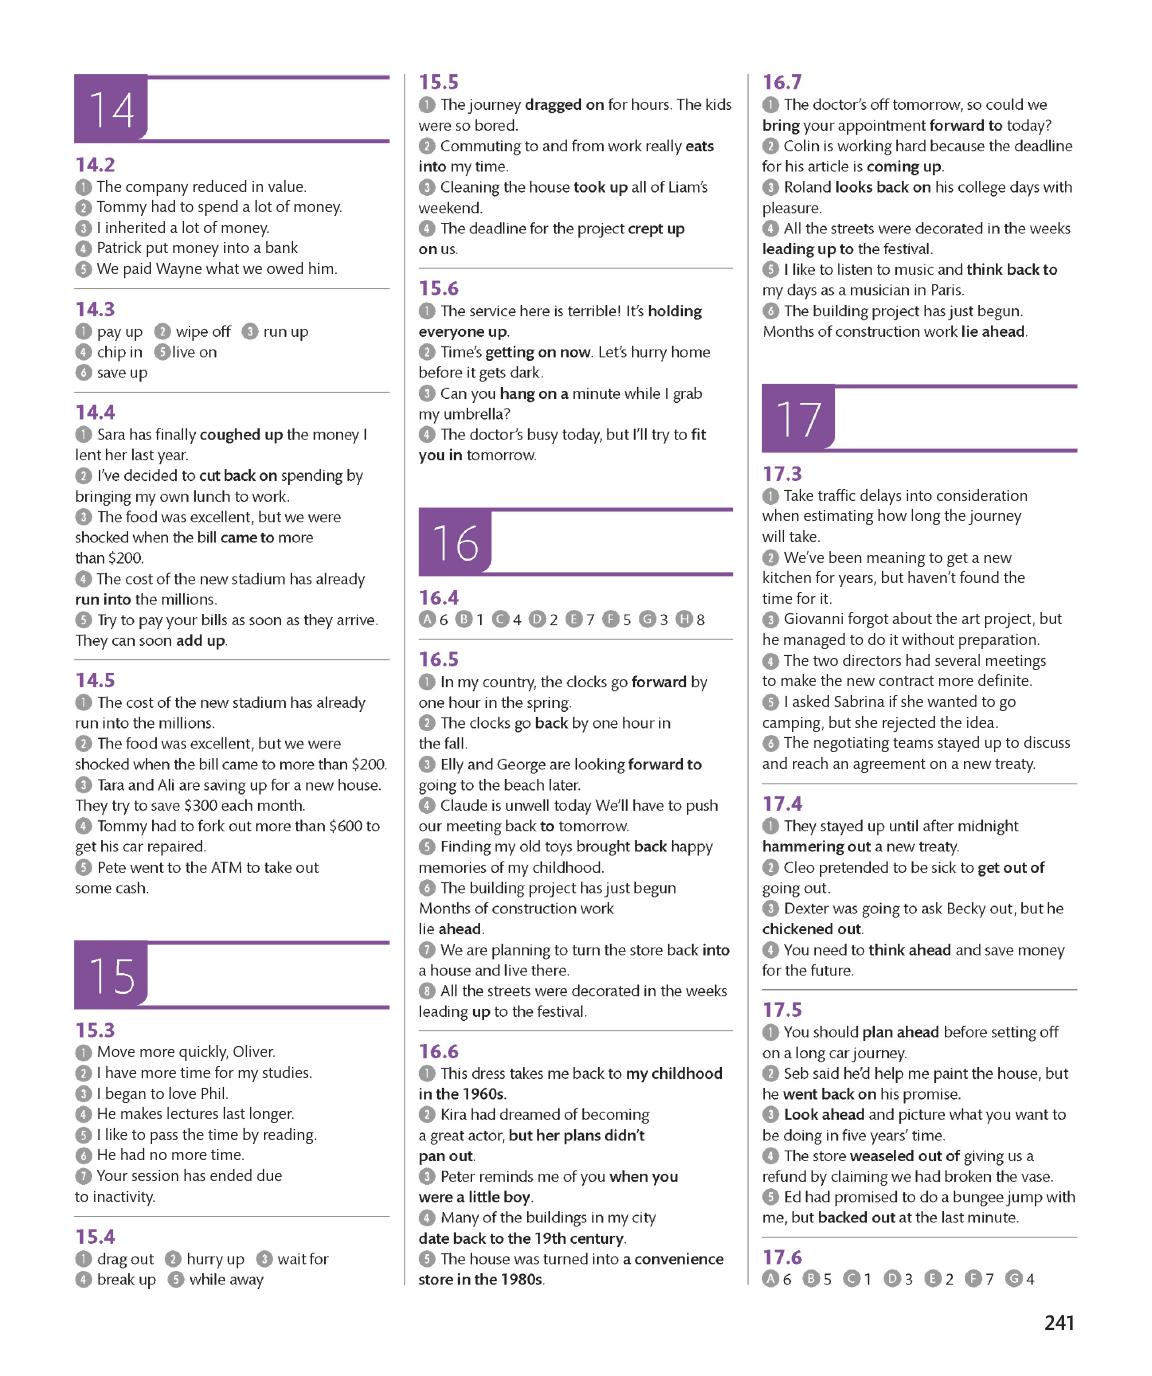 14
14.2
1 The company reduced in value.
2 Tommy had to spend a lot of money.
3 I inherited a lot of money.
4 Patrick put money into a bank
5 We paid Wayne what we owed him.
14.3
1 pay up 2 wipe off 3 run up
4 chip in 5 live on
6 save up
14.4
1 Sara has finally coughed up the money I
lent her last year.
2 I've decided to cut back on spending by
bringing my own lunch to work.
3 The food was excellent, but we were
shocked when the bill came to more
than $200.
4 The cost of the new stadium has already
run into the millions.
5 Try to pay your bills as soon as they arrive.
They can soon add up.
14.5
1 The cost of the new stadium has already
run into the millions.
2 The food was excellent, but we were
shocked when the bill came to more than $200.
3 Tara and Ali are saving up for a new house.
They try to save $300 each month.
4 Tommy had to fork out more than $600 to
get his car repaired.
5 Pete went to the ATM to take out
some cash.
15
15.3
1 Move more quickly, Oliver.
2 I have more time for my studies.
3 I began to love Phil.
4 He makes lectures last longer.
5 I like to pass the time by reading.
6 He had no more time.
7 Your session has ended due
to inactivity.
15.4
1 drag out 2 hurry up 3 wait for
4 break up 5 while away
15.5
1 The journey dragged on for hours. The kids
were so bored.
2 Commuting to and from work really eats
into my time.
3 Cleaning the house took up all of Liam's
weekend.
4 The deadline for the project crept up
on us.
15.6
1 The service here is terrible! It's holding
everyone up.
2 Time's getting on now. Let's hurry home
before it gets dark.
3 Can you hang on a minute while I grab
my umbrella?
4 The doctor's busy today, but I'll try to fit
you in tomorrow.
16
16.4
A 6 B 1 C 4 D 2 E 7 F 5 G 3 H 8
16.5
1 In my country, the clocks go forward by
one hour in the spring.
2 The clocks go back by one hour in
the fall.
3 Elly and George are looking forward to
going to the beach later.
4 Claude is unwell today We'll have to push
our meeting back to tomorrow.
5 Finding my old toys brought back happy
memories of my childhood.
6 The building project has just begun
Months of construction work
lie ahead.
7 We are planning to turn the store back into
a house and live there.
8 All the streets were decorated in the weeks
leading up to the festival.
16.6
1 This dress takes me back to my childhood
in the 1960s.
2 Kira had dreamed of becoming
a great actor, but her plans didn't
pan out.
3 Peter reminds me of you when you
were a little boy.
4 Many of the buildings in my city
date back to the 19th century.
5 The house was turned into a convenience
store in the 1980s.
16.7
1 The doctor's off tomorrow, so could we
bring your appointment forward to today?
2 Colin is working hard because the deadline
for his article is coming up.
3 Roland looks back on his college days with
pleasure.
4 All the streets were decorated in the weeks
leading up to the festival.
5 I like to listen to music and think back to
my days as a musician in Paris.
6 The building project has just begun.
Months of construction work lie ahead.
17
17.3
1 Take traffic delays into consideration
when estimating how long the journey
will take.
2 We've been meaning to get a new
kitchen for years, but haven't found the
time for it.
3 Giovanni forgot about the art project, but
he managed to do it without preparation.
4 The two directors had several meetings
to make the new contract more definite.
5 I asked Sabrina if she wanted to go
camping, but she rejected the idea.
6 The negotiating teams stayed up to discuss
and reach an agreement on a new treaty.
17.4
1 They stayed up until after midnight
hammering out a new treaty.
2 Cleo pretended to be sick to get out of
going out.
3 Dexter was going to ask Becky out, but he
chickened out.
4 You need to think ahead and save money
for the future.
17.5
1 You should plan ahead before setting off
on a long car journey.
2 Seb said he'd help me paint the house, but
he went back on his promise.
3 Look ahead and picture what you want to
be doing in five years' time.
4 The store weaseled out of giving us a
refund by claiming we had broken the vase.
5 Ed had promised to do a bungee jump with
me, but backed out at the last minute.
17.6
A 6 B 5 C 1 D 3 E 2 F 7 G 4
241